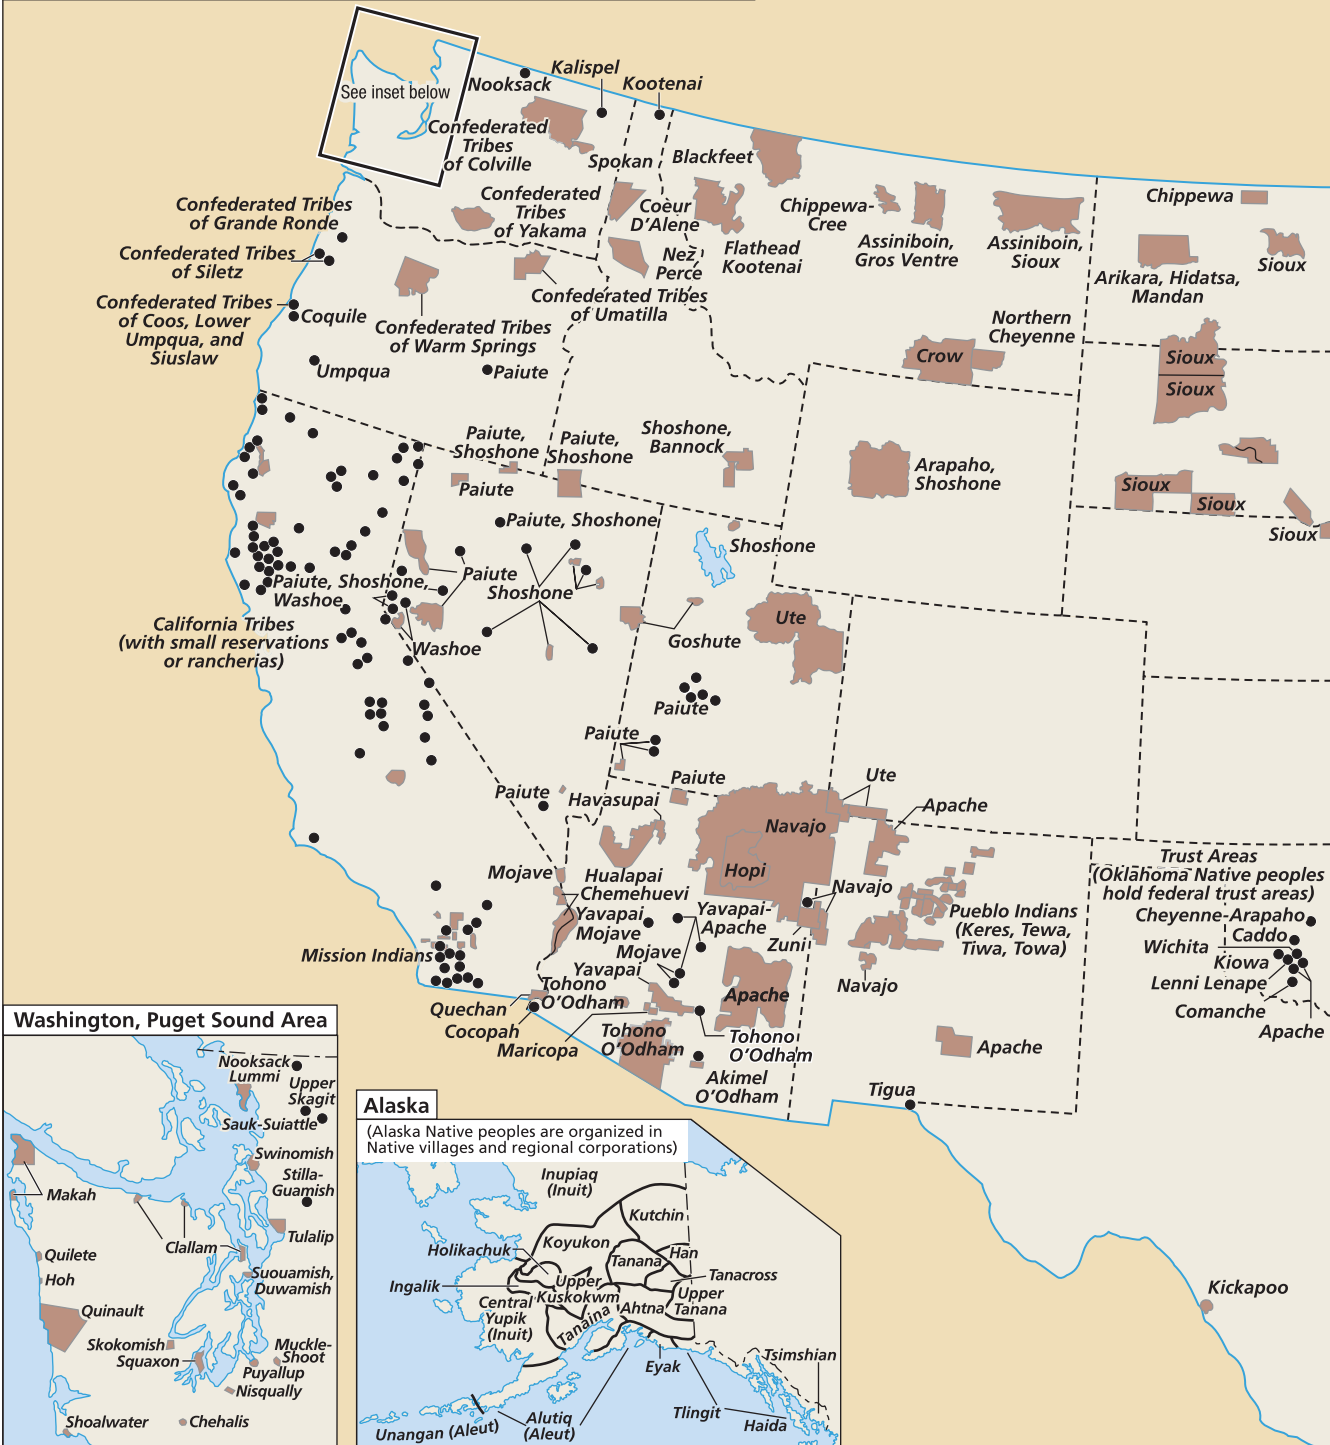 See inset below
Nooksack
Kalispel
Kootenai
Confederated
Tribes
of Colville
Spokan
Blackfeet
Confederated Tribes
of Grande Ronde
Confederated
Tribes
of Yakama
Coeur
D'Alene
Flathead
Kootenai
Chippewa-
Cree
Assiniboin,
Gros Ventre
Assiniboin,
Sioux
Chippewa
Sioux
Arikara, Hidatsa,
Mandan
Confederated Tribes
of Siletz
Nez
Perce
Confederated Tribes
of Umatilla
Confederated Tribes
of Coos, Lower
Umpqua, and
Siuslaw
Coquile
Confederated Tribes
of Warm Springs
Northern
Cheyenne
Crow
Sioux
Sioux
Umpqua
Paiute
Paiute,
Shoshone
Paiute,
Shoshone
Shoshone,
Bannock
Arapaho,
Shoshone
Paiute
Sioux
Sioux
Sioux
Paiute, Shoshone
Shoshone
Paiute
Shoshone
Paiute, Shoshone,
Washoe
California Tribes
(with small reservations
or rancherias)
Washoe
Goshute
Ute
Paiute
Paiute
Paiute
Paiute
Havasupai
Navajo
Hopi
Ute
Apache
Mojave
Hualapai
Chemehuevi
Yavapai
Mojave
Yavapai-
Apache
Navajo
Zuni
Pueblo Indians
(Keres, Tewa,
Tiwa, Towa)
Navajo
Trust Areas
(Oklahoma Native peoples
hold federal trust areas)
Cheyenne-Arapaho
Caddo
Wichita
Kiowa
Lenni Lenape
Comanche
Apache
Mission Indians
Mojave
Yavapai
Tohono
O'Odham
Apache
Quechan
Cocopah
Maricopa
Tohono
O'Odham
Tohono
O'Odham
Akimel
O'Odham
Apache
Tigua
Kickapoo
Washington, Puget Sound Area
Nooksack
Lummi
Upper
Skagit
Sauk-Suiattle
Swinomish
Stilla-
Guamish
Makah
Tulalip
Clallam
Quilete
Hoh
Suouamish,
Duwamish
Quinault
Skokomish
Squaxon
Muckle-
Shoot
Puyallup
Nisqually
Shoalwater
Chehalis
Alaska
(Alaska Native peoples are organized in
Native villages and regional corporations)
Inupiaq
(Inuit)
Kutchin
Koyukon
Holikachuk
Han
Tanana
Tanacross
Ingalik
Upper
Kuskokwm
Upper
Tanana
Central
Yupik
(Inuit)
Ahtna
Tanaina
Eyak
Tsimshian
Tlingit
Haida
Alutiq
(Aleut)
Unangan (Aleut)